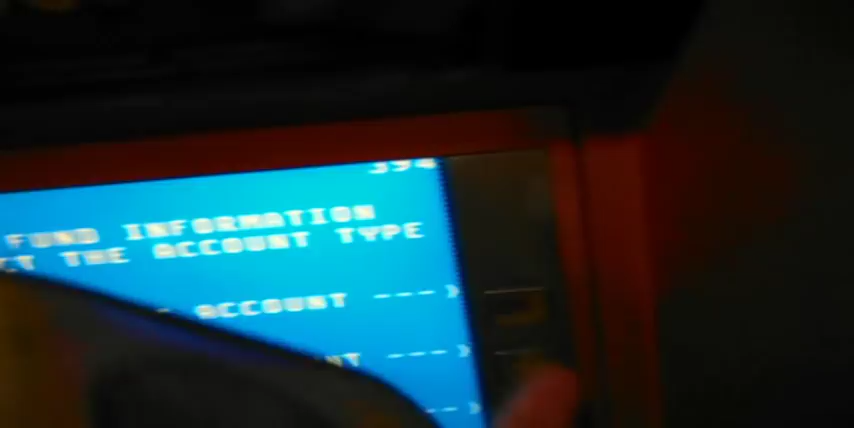 394
FUND INFORMATION
THE ACCOUNT TYPE
ACCOUNT --->
--->
-->